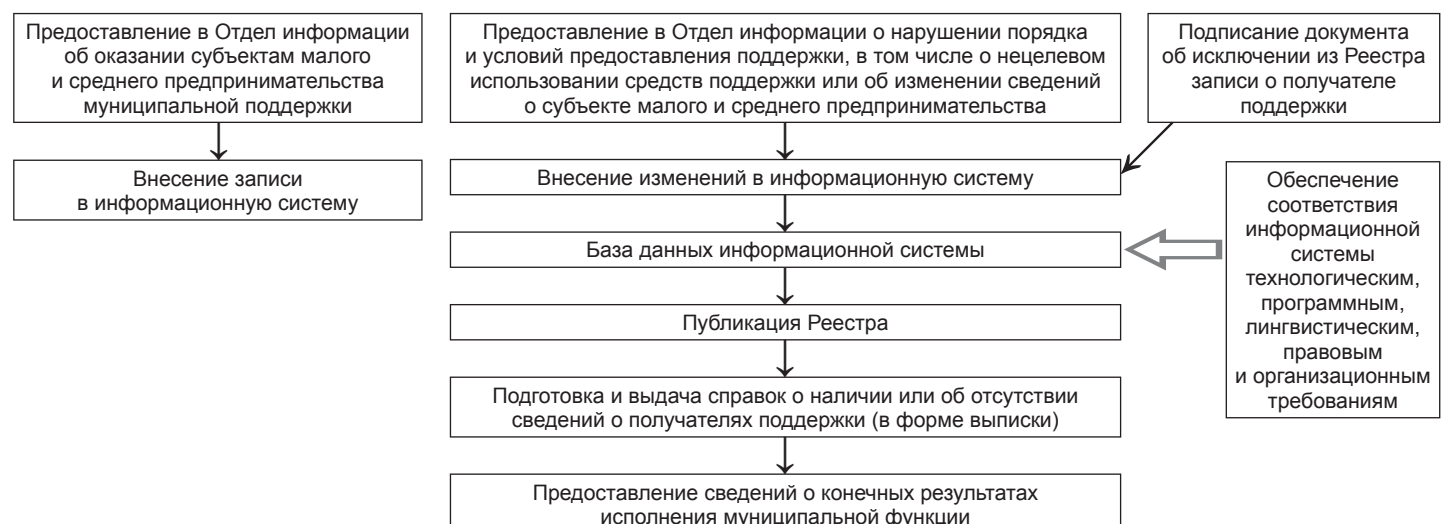 Предоставление в Отдел информации
об оказании субъектам малого
и среднего предпринимательства
муниципальной поддержки
Предоставление в Отдел информации о нарушении порядка
и условий предоставления поддержки, в том числе о нецелевом
использовании средств поддержки или об изменении сведений
о субъекте малого и среднего предпринимательства
Подписание документа
об исключении из Реестра
записи о получателе
поддержки
Внесение записи
в информационную систему
Внесение изменений в информационную систему
Обеспечение
соответствия
информационной
системы
технологическим,
программным,
лингвистическим,
правовым
и организационным
требованиям
База данных информационной системы
Публикация Реестра
Подготовка и выдача справок о наличии или об отсутствии
сведений о получателях поддержки (в форме выписки)
Предоставление сведений о конечных результатах
исполнения муниципальной функции